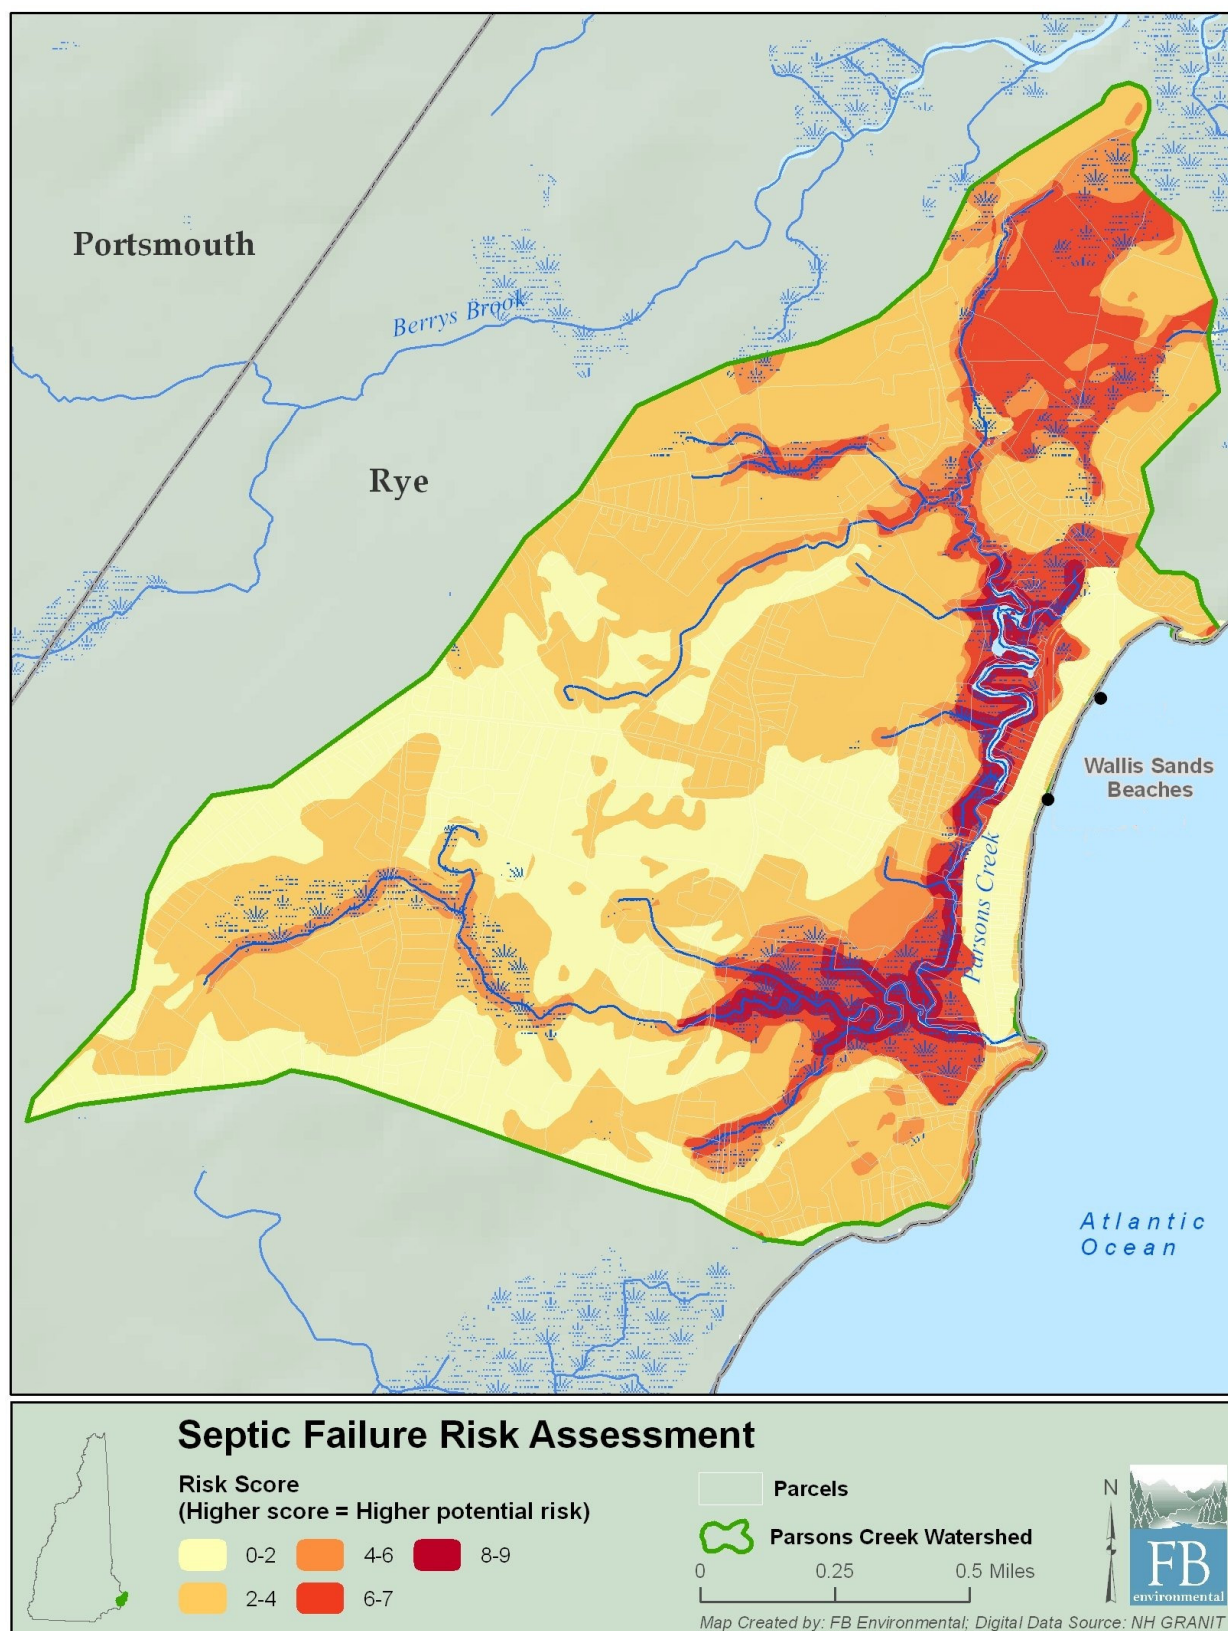 Portsmouth
Berrys Brook
Rye
Wallis Sands
Beaches
Parsons Creek
Atlantic
Ocean
Septic Failure Risk Assessment
Risk Score
(Higher score = Higher potential risk)
0-2
4-6
8-9
2-4
6-7
Parcels
Parsons Creek Watershed
0
0.25
0.5 Miles
N
FB
environmental
Map Created by: FB Environmental; Digital Data Source: NH GRANIT